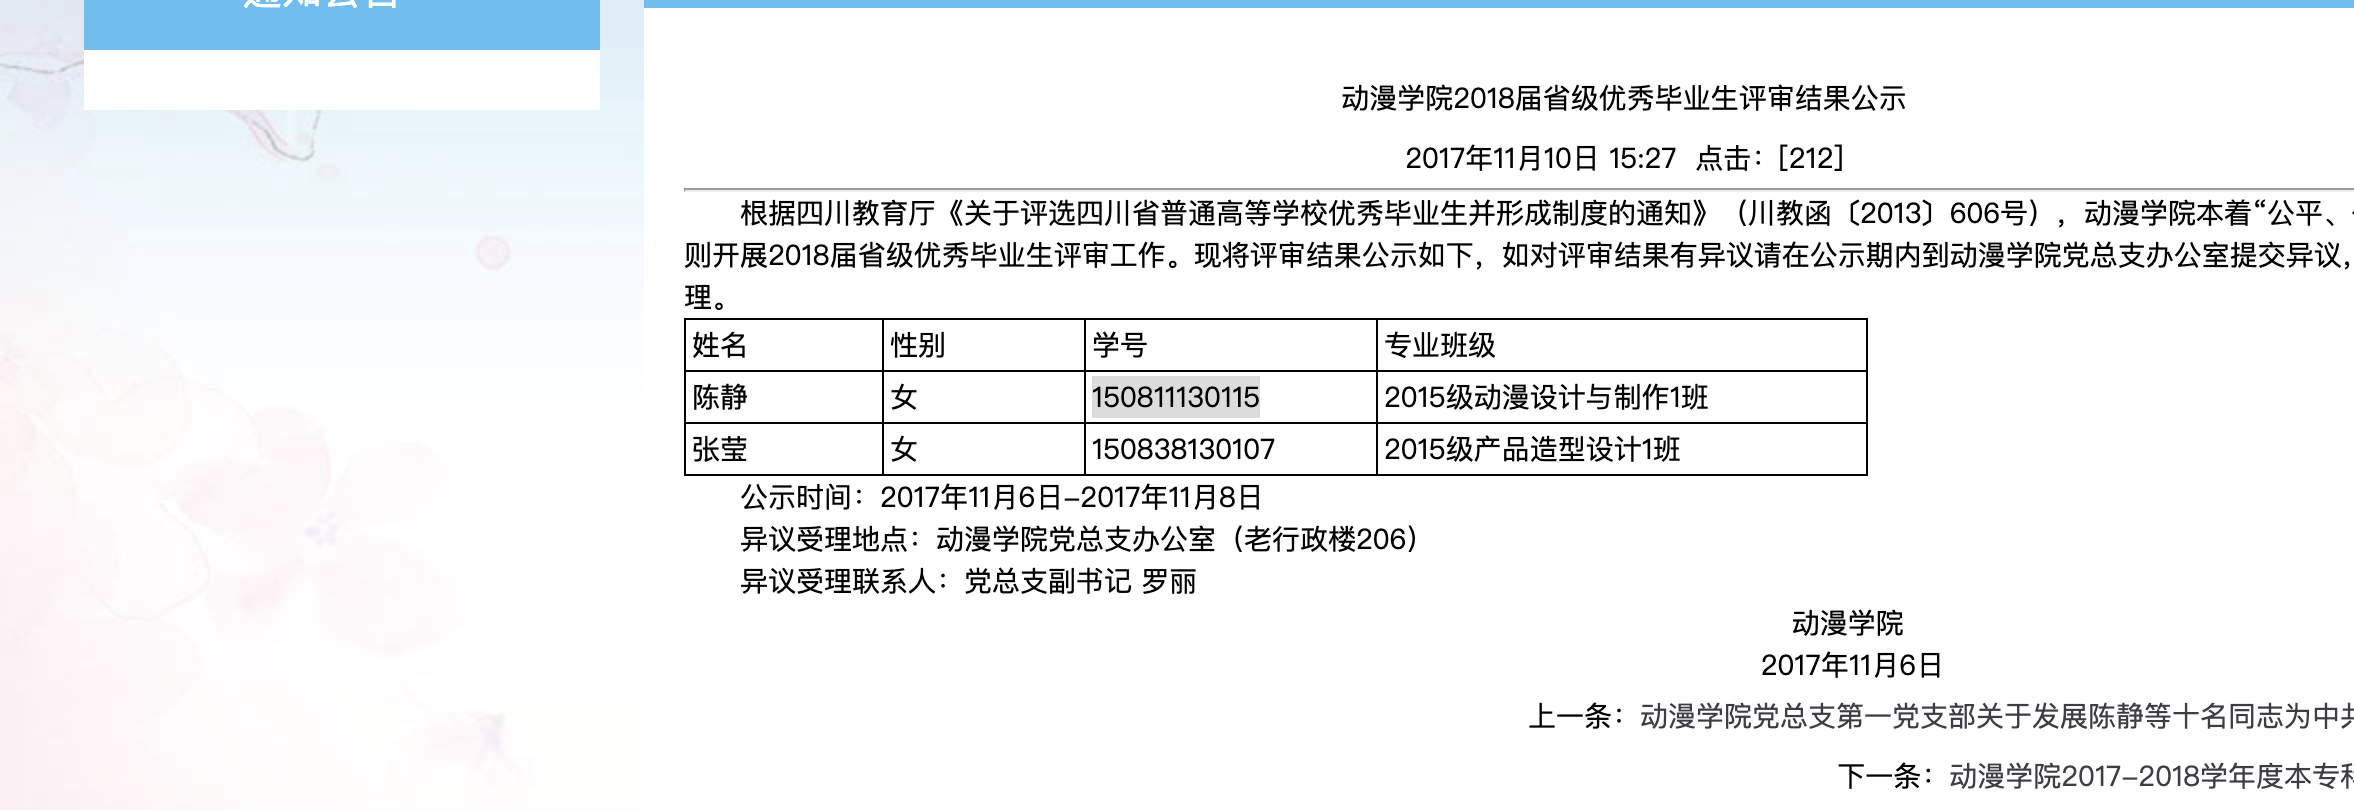 通知公告
动漫学院2018届省级优秀毕业生评审结果公示
2017年11月10日 15:27 点击：[212]
根据四川教育厅《关于评选四川省普通高等学校优秀毕业生并形成制度的通知》（川教函〔2013〕606号），动漫学院本着“公平、
则开展2018届省级优秀毕业生评审工作。现将评审结果公示如下，如对评审结果有异议请在公示期内到动漫学院党总支办公室提交异议，
理。
姓名 性别 学号 专业班级
陈静 女 150811130115 2015级动漫设计与制作1班
张莹 女 150838130107 2015级产品造型设计1班
公示时间：2017年11月6日-2017年11月8日
异议受理地点：动漫学院党总支办公室（老行政楼206）
异议受理联系人：党总支副书记 罗丽
动漫学院
2017年11月6日
上一条：动漫学院党总支第一党支部关于发展陈静等十名同志为中共
下一条：动漫学院2017-2018学年度本专科